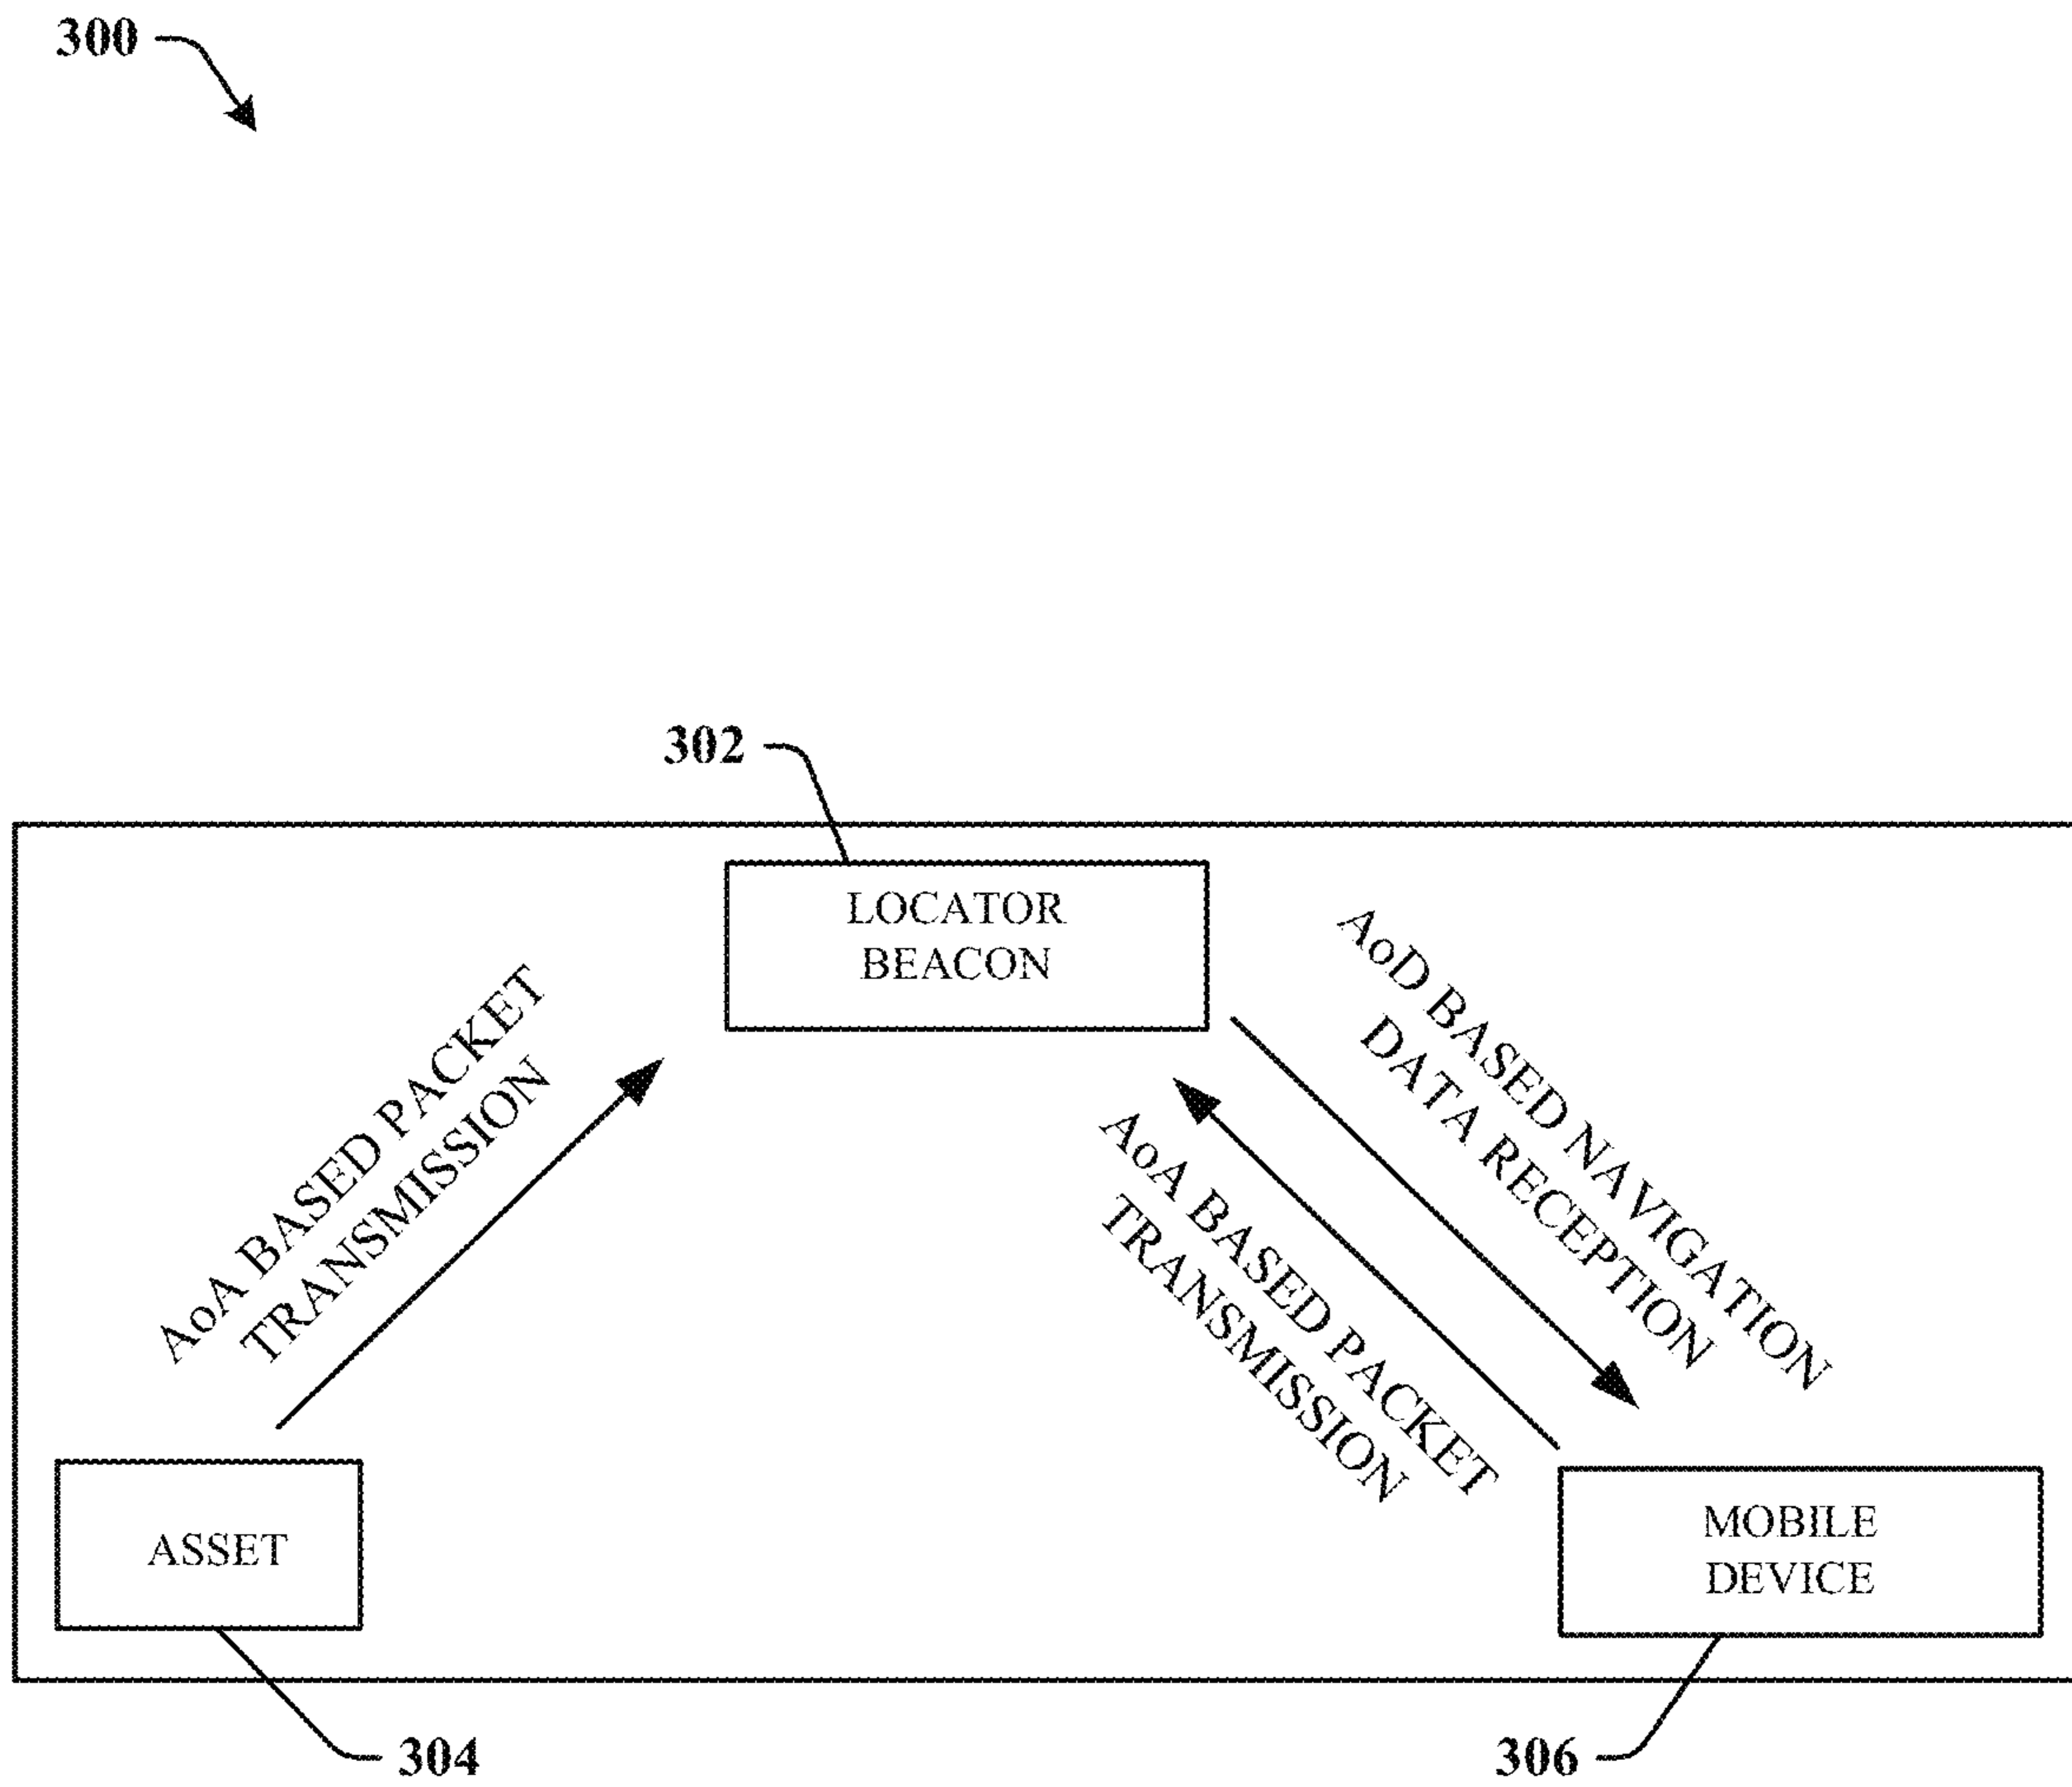 300
302
LOCATOR
BEACON
AoA BASED PACKET
TRANSMISSION
AoD BASED NAVIGATION
DATA RECEPTION
AoA BASED PACKET
TRANSMISSION
ASSET
MOBILE
DEVICE
304
306